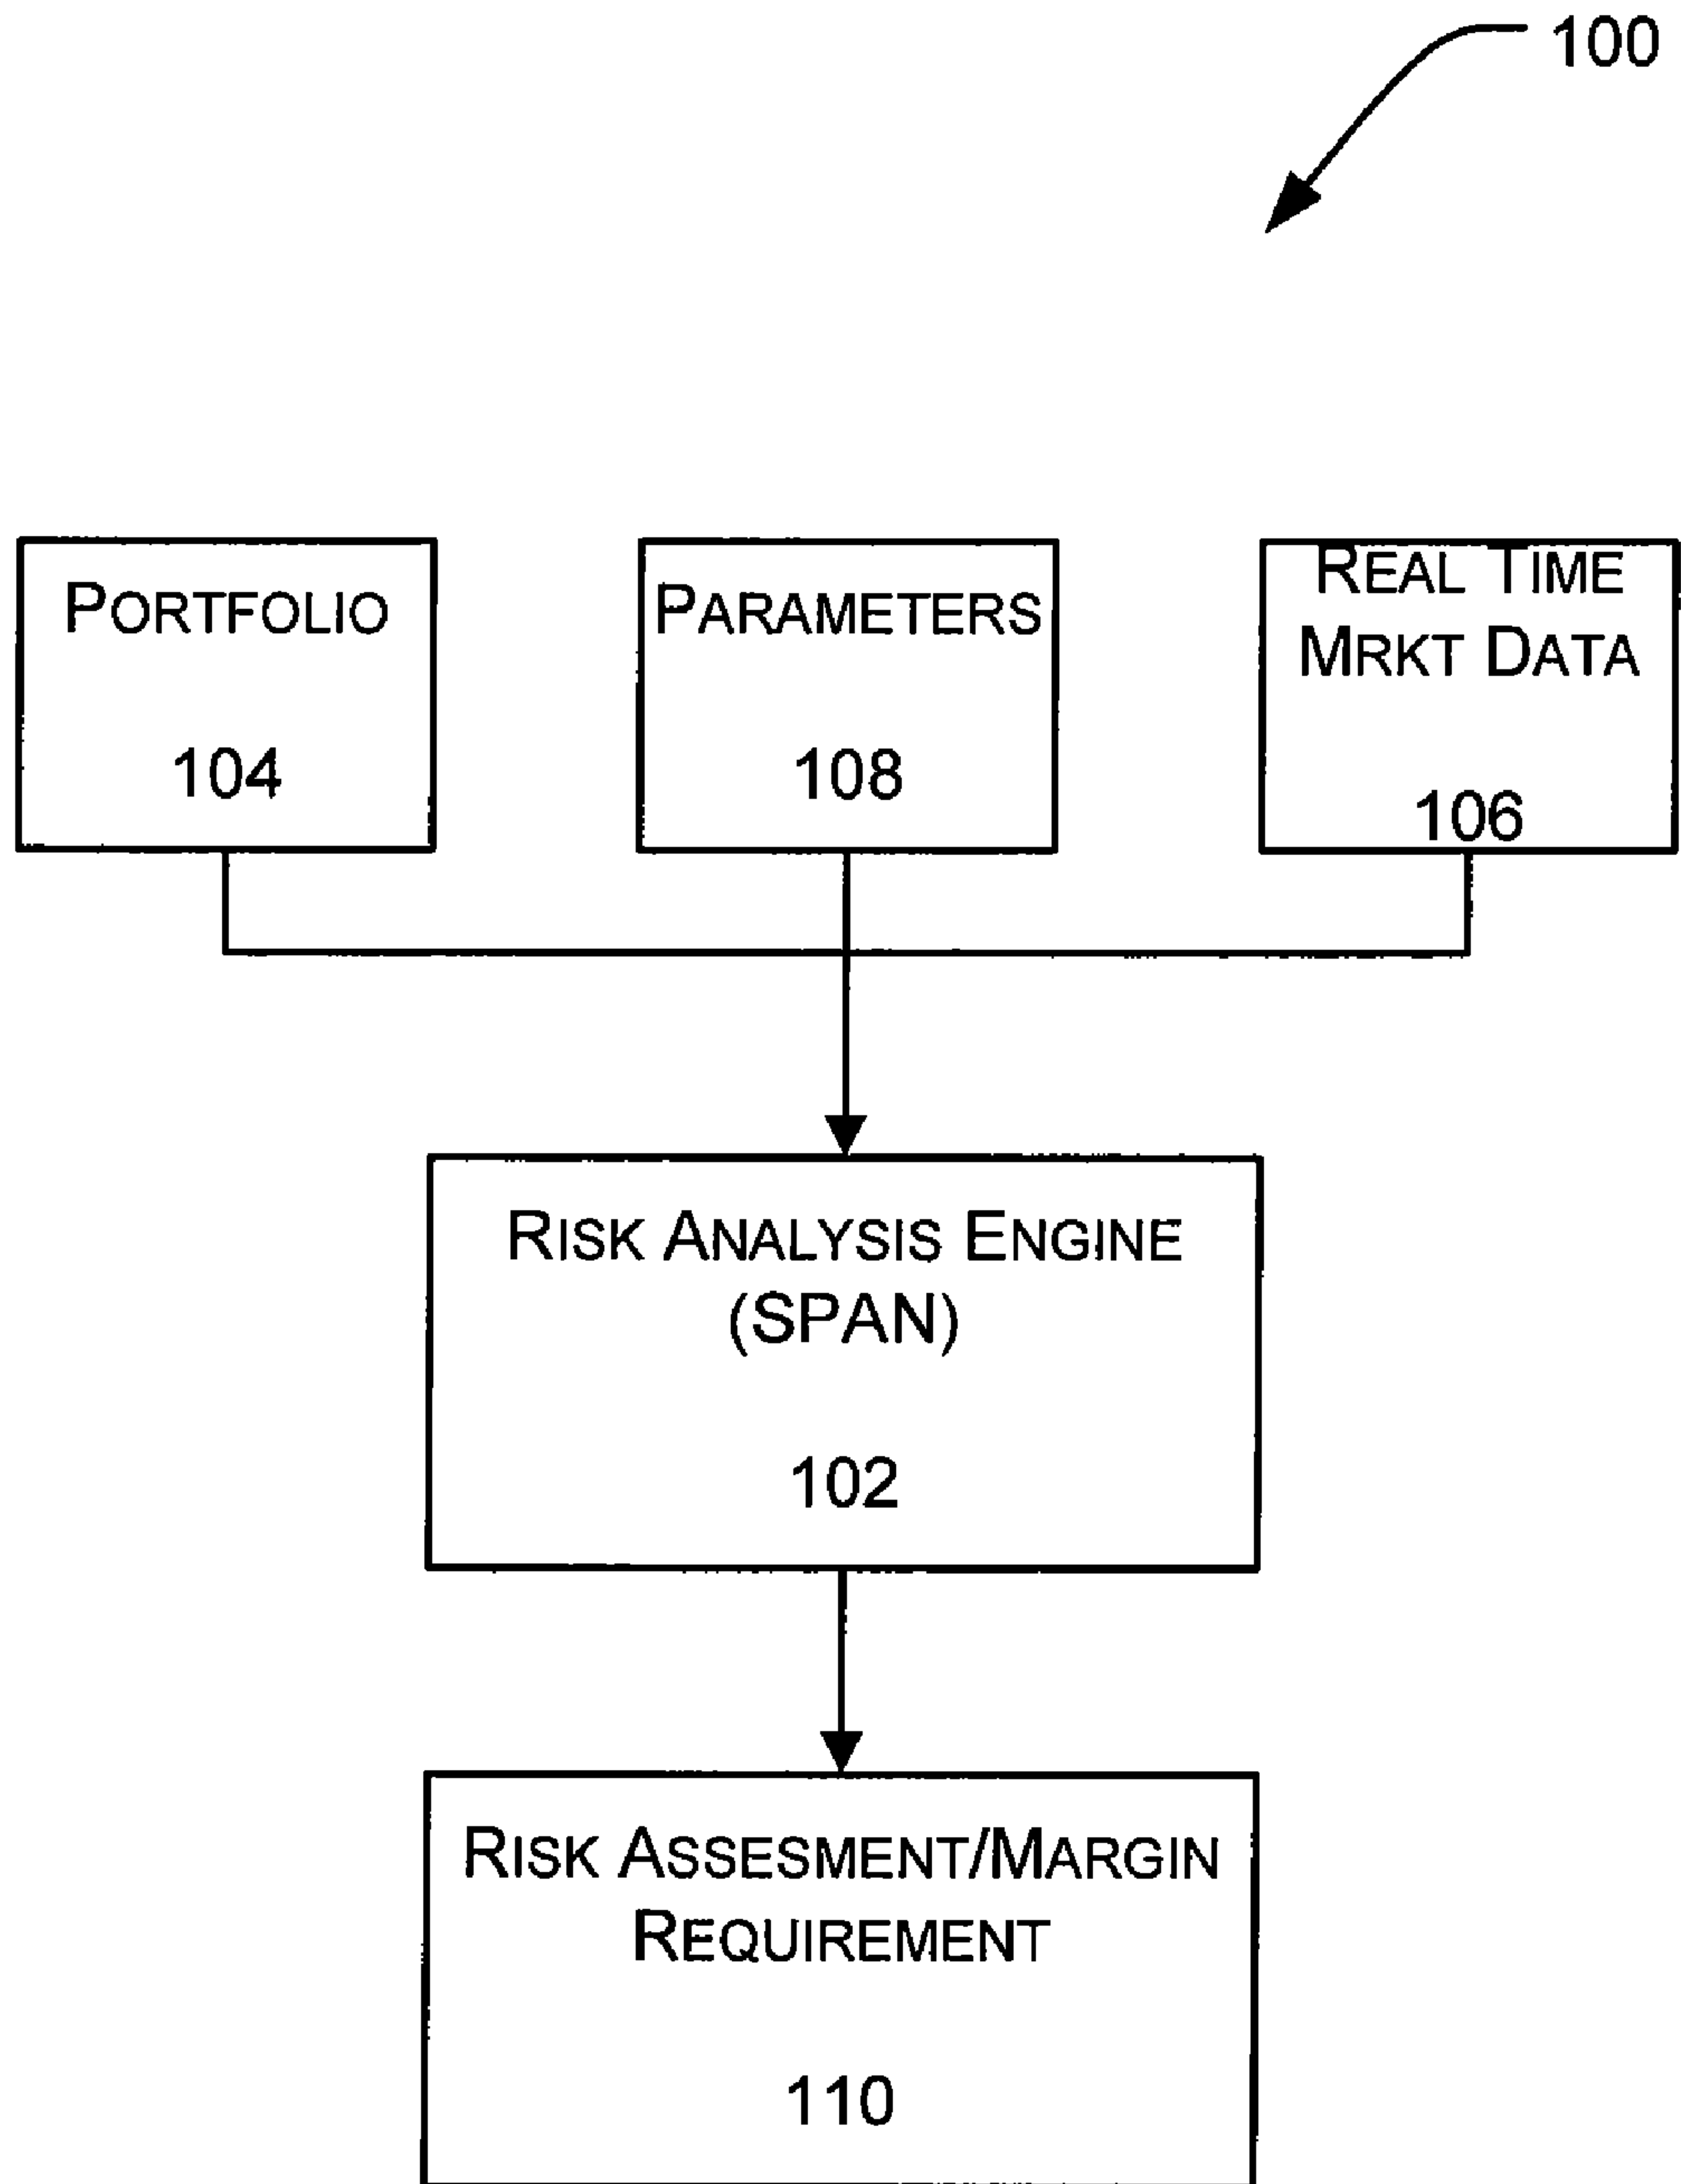 100
PORTFOLIO
104
PARAMETERS
108
REAL TIME
MRKT DATA
106
RISK ANALYSIS ENGINE
(SPAN)
102
RISK ASSESMENT/MARGIN
REQUIREMENT
110